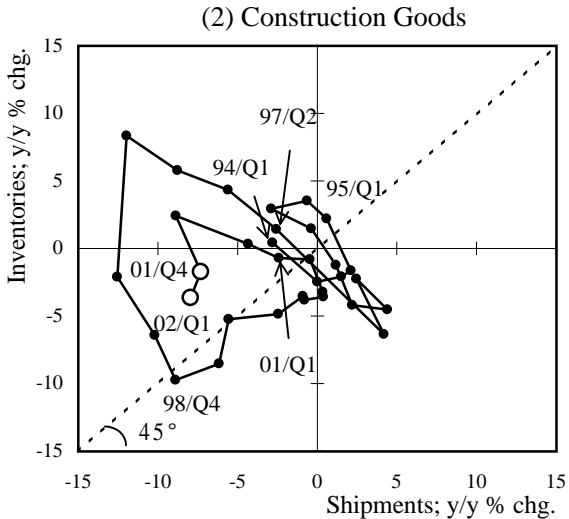 (2) Construction Goods
Inventories; y/y % chg.
15
10
5
0
-5
-10
-15
97/Q2
94/Q1
95/Q1
01/Q4
02/Q1
01/Q1
98/Q4
45°
-15
-10
-5
0
5
10
15
Shipments; y/y % chg.